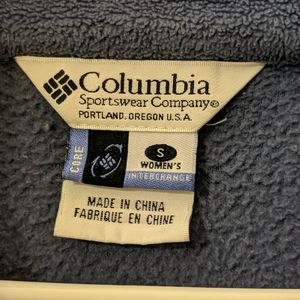 Columbia
Sportswear Company®
PORTLAND, OREGON U.S.A.
CORE
S
WOMEN'S
INTERCHANGE
MADE IN CHINA
FABRIQUE EN CHINE